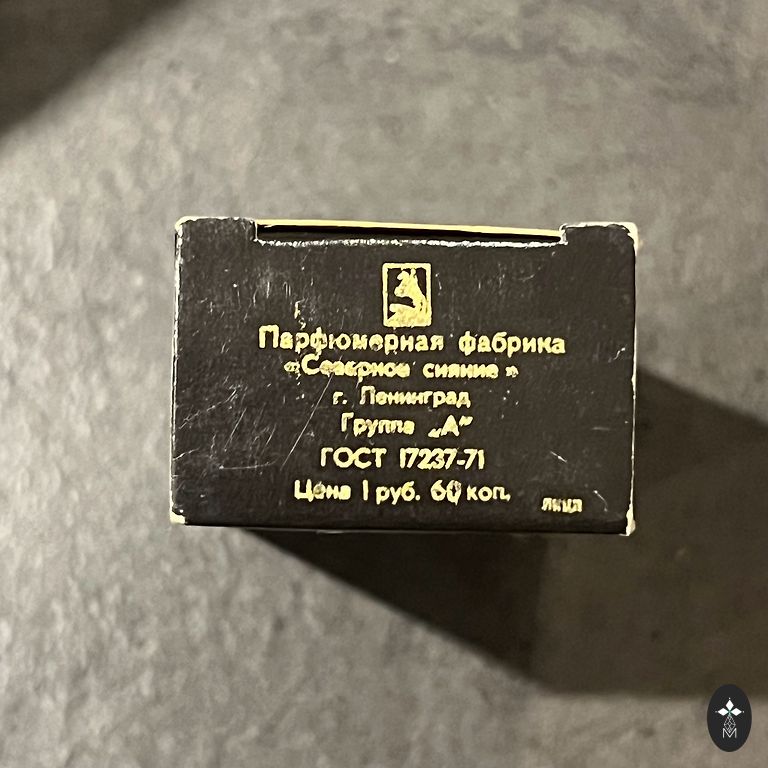 Парфюмерная фабрика
«Северное сияние»
г. Ленинград
Группа „А"
ГОСТ 17237-71
Цена 1 руб. 60 коп.
M